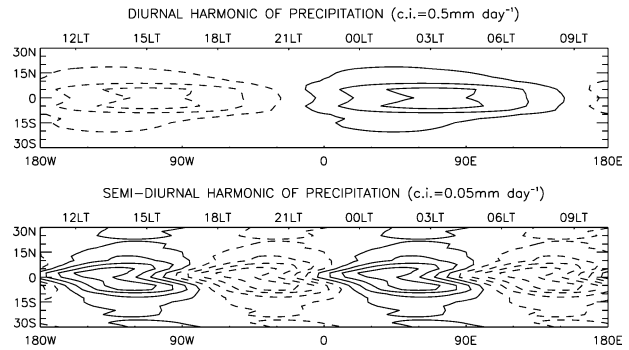 DIURNAL HARMONIC OF PRECIPITATION (c.i.=0.5mm day⁻¹)
12LT 15LT 18LT 21LT 00LT 03LT 06LT 09LT
30N
15N
0
15S
30S
180W 90W 0 90E 180E
SEMI-DIURNAL HARMONIC OF PRECIPITATION (c.i.=0.05mm day⁻¹)
12LT 15LT 18LT 21LT 00LT 03LT 06LT 09LT
30N
15N
0
15S
30S
180W 90W 0 90E 180E